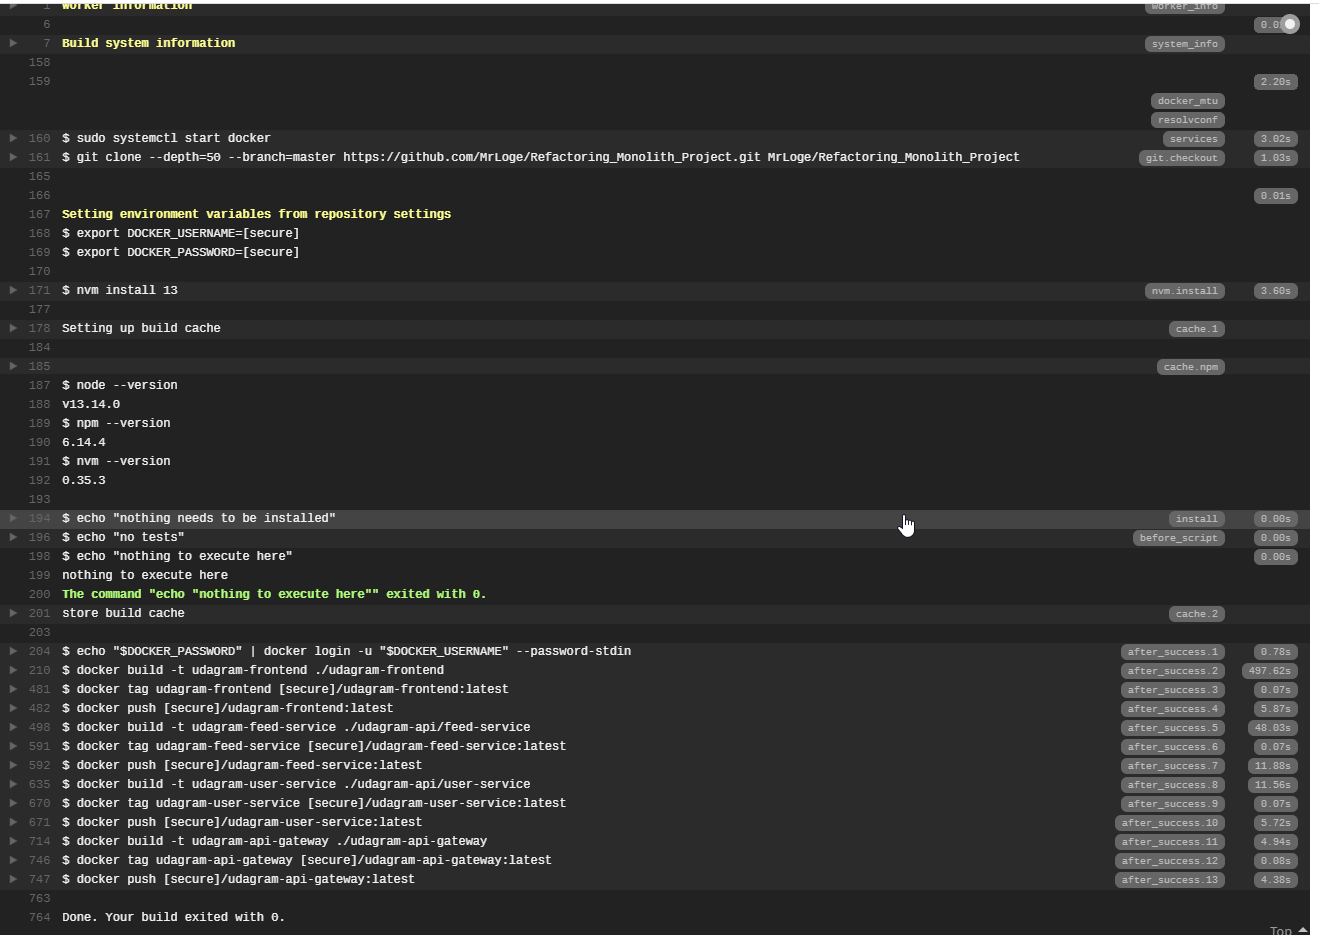 1 Worker information worker_info
6 0.0
7 Build system information system_info
158
159 2.20s
docker_mtu
resolvconf
160 $ sudo systemctl start docker services 3.02s
161 $ git clone --depth=50 --branch=master https://github.com/MrLoge/Refactoring_Monolith_Project.git MrLoge/Refactoring_Monolith_Project git.checkout 1.03s
165
166 0.01s
167 Setting environment variables from repository settings
168 $ export DOCKER_USERNAME=[secure]
169 $ export DOCKER_PASSWORD=[secure]
170
171 $ nvm install 13 nvm.install 3.60s
177
178 Setting up build cache cache.1
184
185 cache.npm
187 $ node --version
188 v13.14.0
189 $ npm --version
190 6.14.4
191 $ nvm --version
192 0.35.3
193
194 $ echo "nothing needs to be installed" install 0.00s
196 $ echo "no tests" before_script 0.00s
198 $ echo "nothing to execute here" 0.00s
199 nothing to execute here
200 The command "echo "nothing to execute here"" exited with 0.
201 store build cache cache.2
203
204 $ echo "$DOCKER_PASSWORD" | docker login -u "$DOCKER_USERNAME" --password-stdin after_success.1 0.78s
210 $ docker build -t udagram-frontend ./udagram-frontend after_success.2 497.62s
481 $ docker tag udagram-frontend [secure]/udagram-frontend:latest after_success.3 0.07s
482 $ docker push [secure]/udagram-frontend:latest after_success.4 5.87s
498 $ docker build -t udagram-feed-service ./udagram-api/feed-service after_success.5 48.03s
591 $ docker tag udagram-feed-service [secure]/udagram-feed-service:latest after_success.6 0.07s
592 $ docker push [secure]/udagram-feed-service:latest after_success.7 11.88s
635 $ docker build -t udagram-user-service ./udagram-api/user-service after_success.8 11.56s
670 $ docker tag udagram-user-service [secure]/udagram-user-service:latest after_success.9 0.07s
671 $ docker push [secure]/udagram-user-service:latest after_success.10 5.72s
714 $ docker build -t udagram-api-gateway ./udagram-api-gateway after_success.11 4.94s
746 $ docker tag udagram-api-gateway [secure]/udagram-api-gateway:latest after_success.12 0.08s
747 $ docker push [secure]/udagram-api-gateway:latest after_success.13 4.38s
763
764 Done. Your build exited with 0.
Top